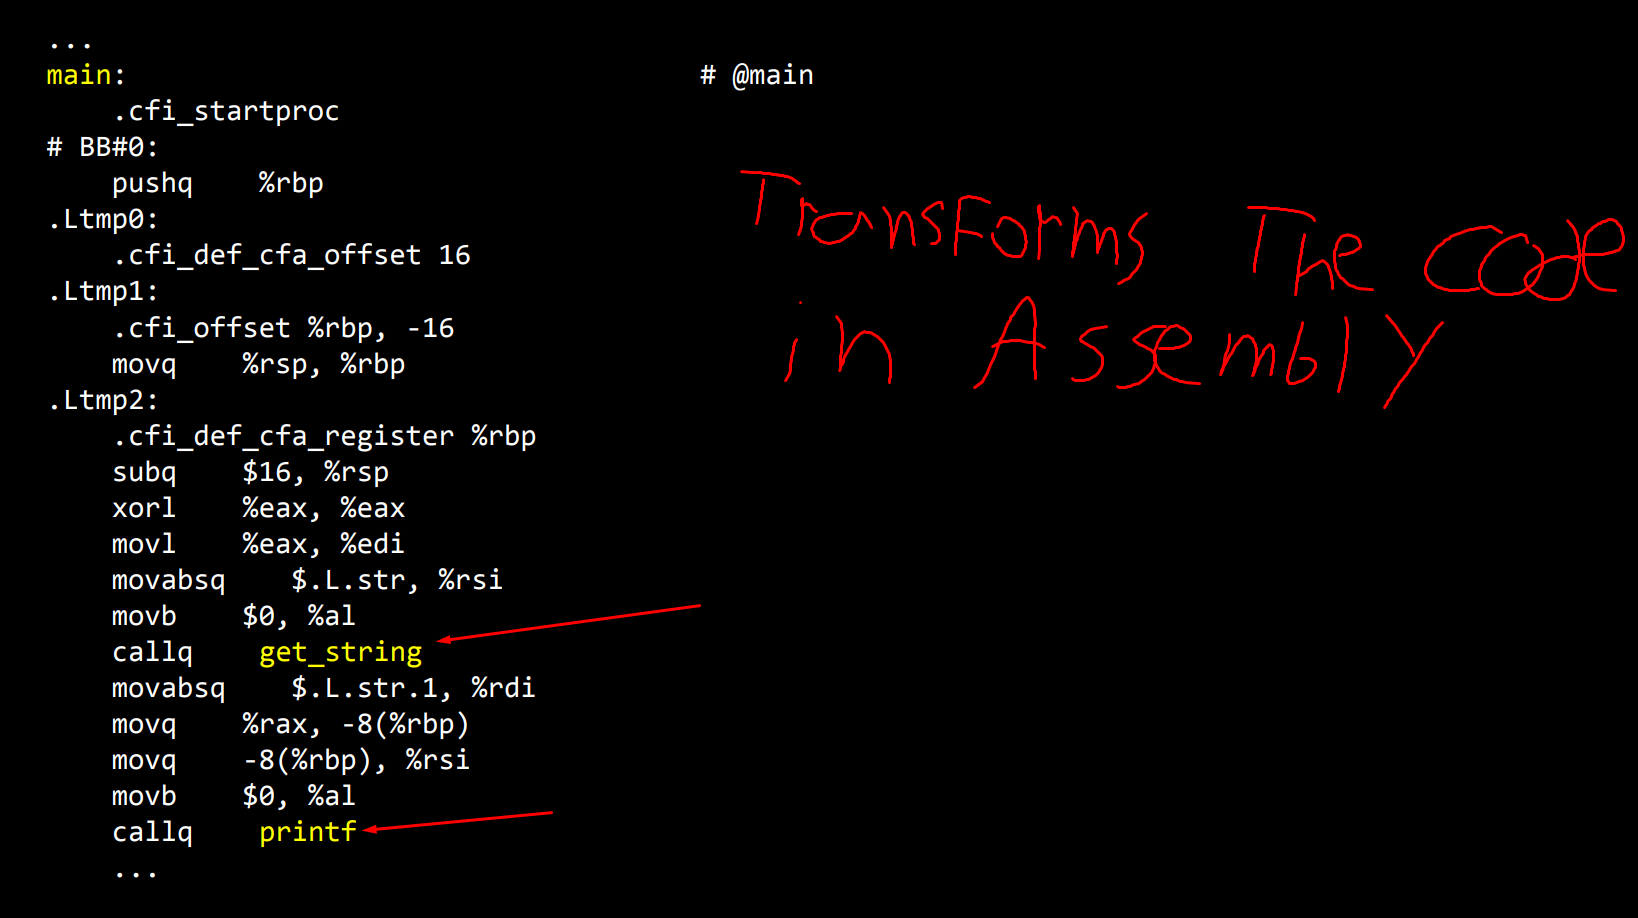 ...
main: # @main
.cfi_startproc
# BB#0:
pushq %rbp
.Ltmp0:
.cfi_def_cfa_offset 16
.Ltmp1:
.cfi_offset %rbp, -16
movq %rsp, %rbp
.Ltmp2:
.cfi_def_cfa_register %rbp
subq $16, %rsp
xorl %eax, %eax
movl %eax, %edi
movabsq $.L.str, %rsi
movb $0, %al
callq get_string
movabsq $.L.str.1, %rdi
movq %rax, -8(%rbp)
movq -8(%rbp), %rsi
movb $0, %al
callq printf
...
Transforms The Code
in Assembly